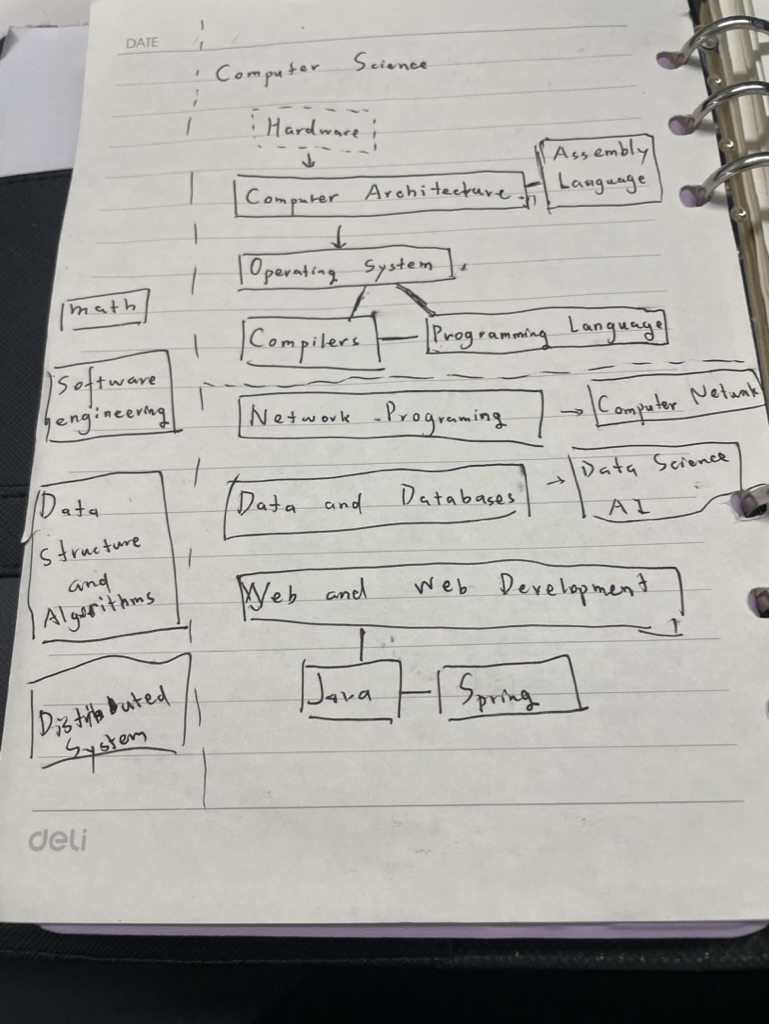 DATE
Computer Science
Hardware
Assembly
Language
Computer Architecture
Operating System
math
Compilers
Programming Language
Software
engineering
Network Programing
Computer Netwak
Data and Databases
Data Science
AI
Data
Structure
and
Algorithms
Web and Web Development
Java
Spring
Distributed
System
deli